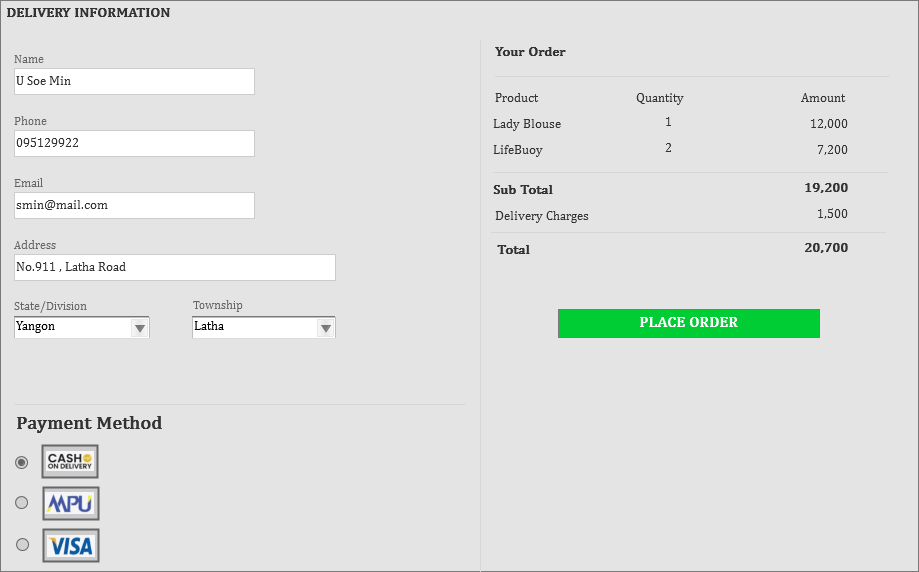 DELIVERY INFORMATION
Name
U Soe Min
Phone
095129922
Email
smin@mail.com
Address
No.911 , Latha Road
State/Division Township
Yangon Latha
Payment Method
CASH
ON DELIVERY
MPU
VISA
Your Order
Product Quantity Amount
Lady Blouse 1 12,000
LifeBuoy 2 7,200
Sub Total 19,200
Delivery Charges 1,500
Total 20,700
PLACE ORDER